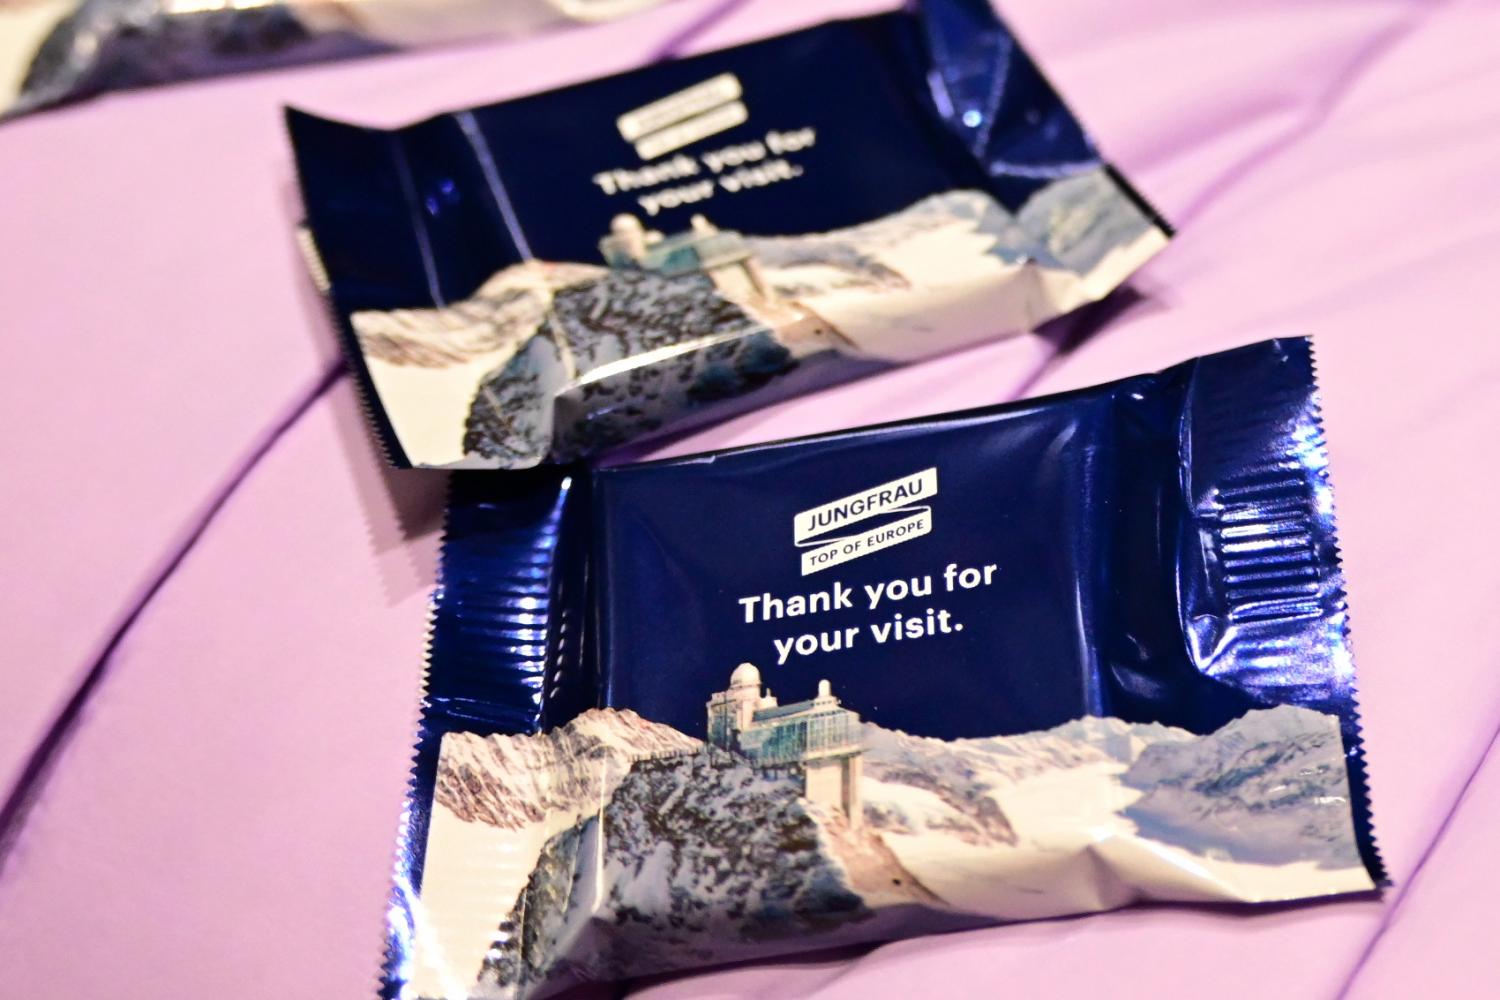 Thank you for
your visit.
JUNGFRAU
TOP OF EUROPE
Thank you for
your visit.